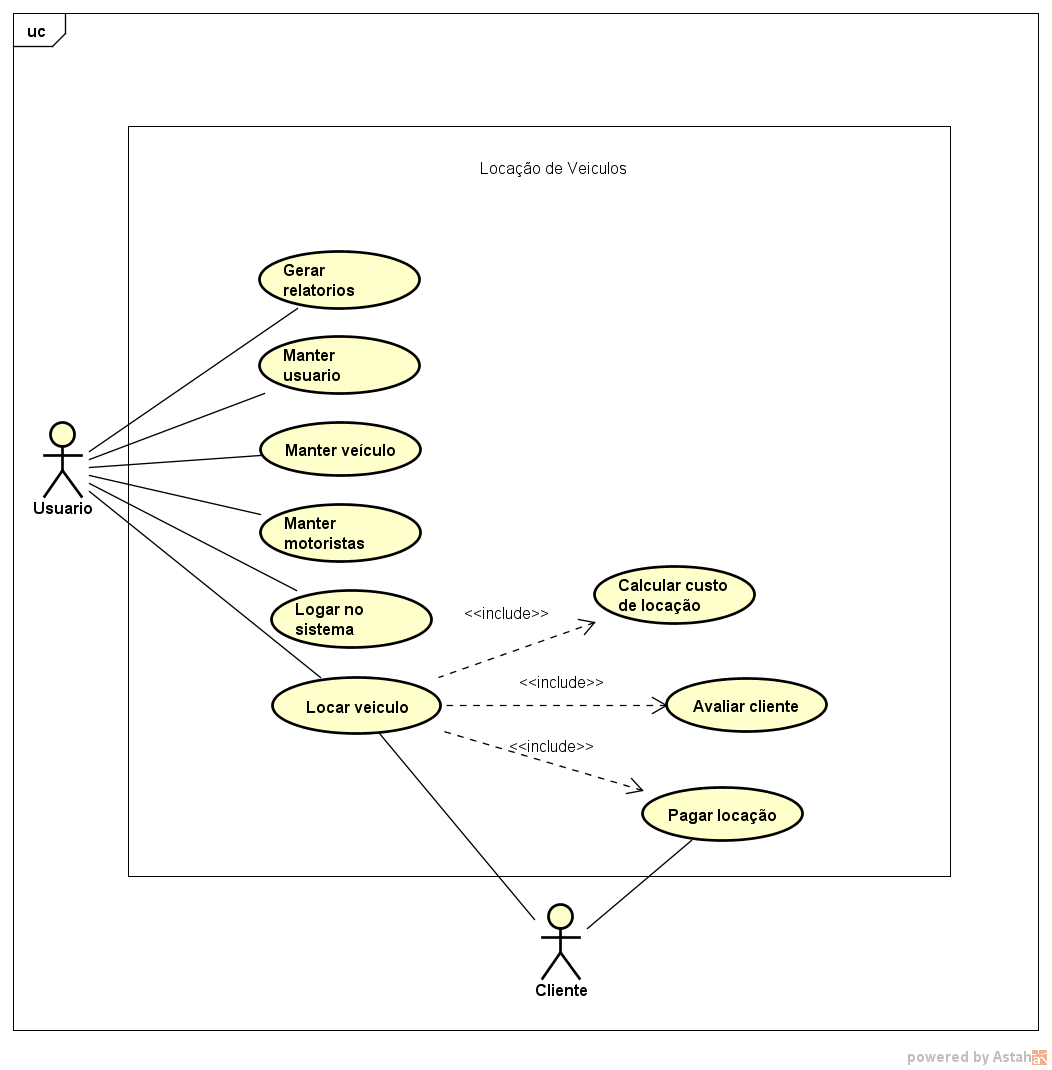 uc
Locação de Veiculos
Gerar
relatorios
Manter
usuario
Manter veículo
Usuario
Manter
motoristas
Calcular custo
de locação
Logar no
sistema
<<include>>
<<include>>
Locar veiculo
Avaliar cliente
<<include>>
Pagar locação
Cliente
powered by Astah